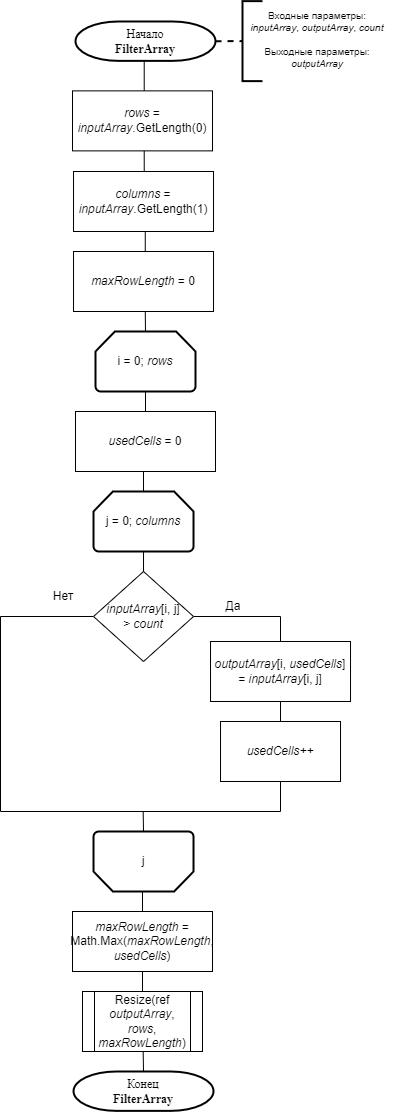 Начало
FilterArray
Входные параметры:
inputArray, outputArray, count
Выходные параметры:
outputArray
rows =
inputArray.GetLength(0)
columns =
inputArray.GetLength(1)
maxRowLength = 0
i = 0; rows
usedCells = 0
j = 0; columns
Нет
inputArray[i, j]
> count
Да
outputArray[i, usedCells]
= inputArray[i, j]
usedCells++
j
maxRowLength =
Math.Max(maxRowLength,
usedCells)
Resize(ref
outputArray,
rows,
maxRowLength)
Конец
FilterArray